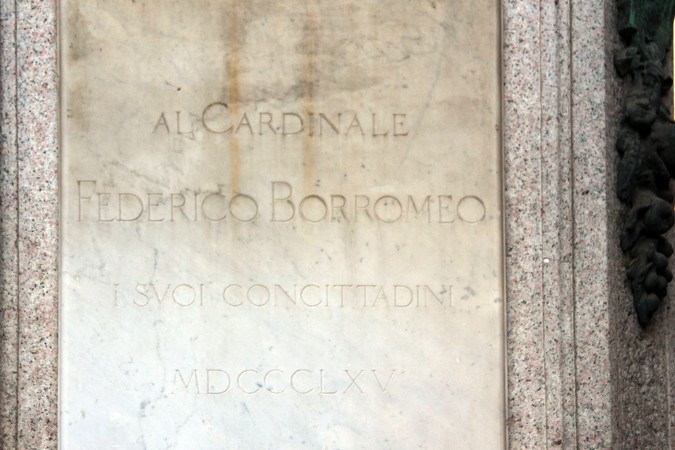 AL CARDINALE
FEDERICO BORROMEO
I SVOI CONCITTADINI
MDCCCLXV